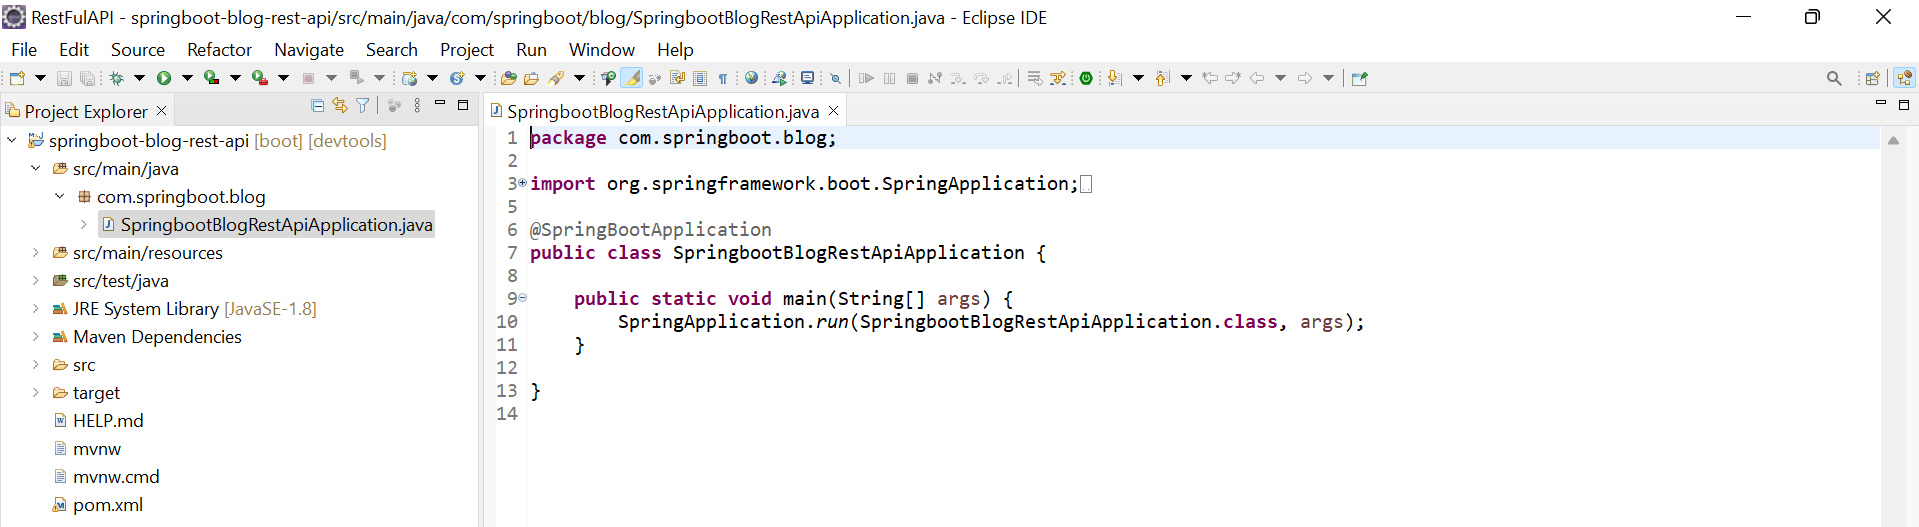 RestFulAPI - springboot-blog-rest-api/src/main/java/com/springboot/blog/SpringbootBlogRestApiApplication.java - Eclipse IDE
File Edit Source Refactor Navigate Search Project Run Window Help
Project Explorer
springboot-blog-rest-api [boot] [devtools]
src/main/java
com.springboot.blog
SpringbootBlogRestApiApplication.java
src/main/resources
src/test/java
JRE System Library [JavaSE-1.8]
Maven Dependencies
src
target
HELP.md
mvnw
mvnw.cmd
pom.xml
SpringbootBlogRestApiApplication.java
1 package com.springboot.blog;
2
3 import org.springframework.boot.SpringApplication;
5
6 @SpringBootApplication
7 public class SpringbootBlogRestApiApplication {
8
9     public static void main(String[] args) {
10         SpringApplication.run(SpringbootBlogRestApiApplication.class, args);
11     }
12
13 }
14